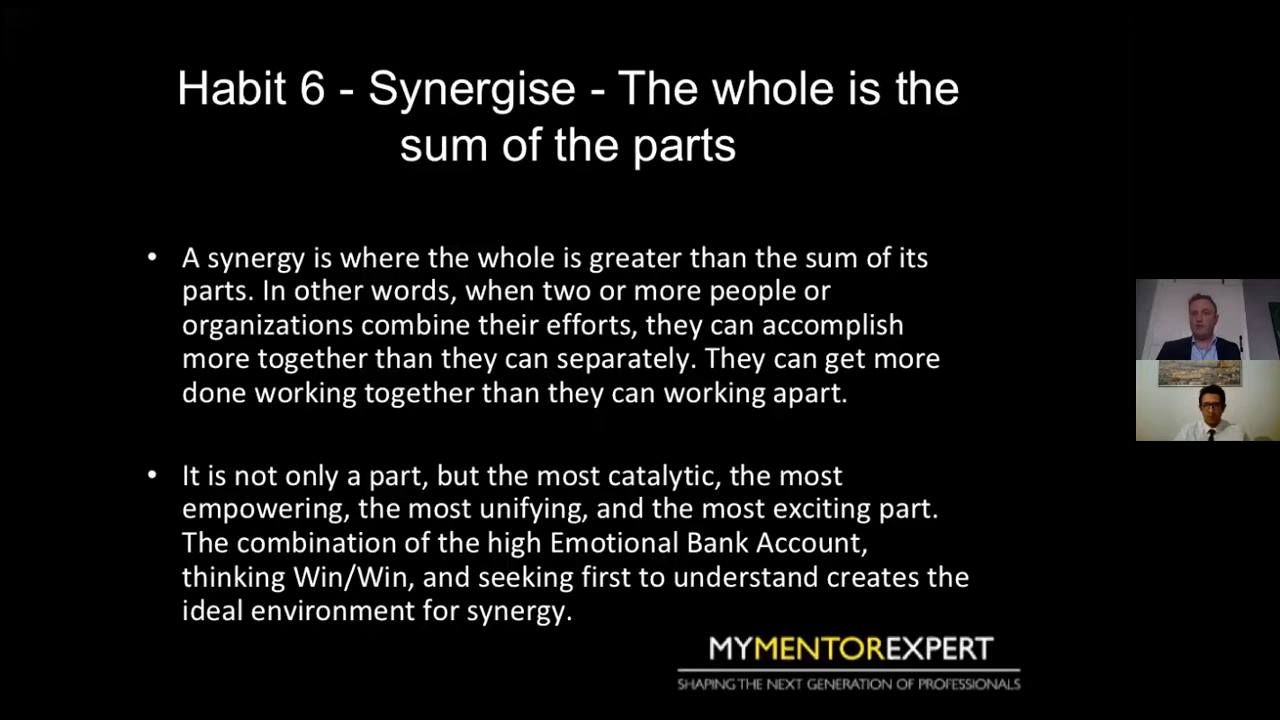 Habit 6 - Synergise - The whole is the
sum of the parts
• A synergy is where the whole is greater than the sum of its
parts. In other words, when two or more people or
organizations combine their efforts, they can accomplish
more together than they can separately. They can get more
done working together than they can working apart.
• It is not only a part, but the most catalytic, the most
empowering, the most unifying, and the most exciting part.
The combination of the high Emotional Bank Account,
thinking Win/Win, and seeking first to understand creates the
ideal environment for synergy.
MYMENTOREXPERT
SHAPING THE NEXT GENERATION OF PROFESSIONALS